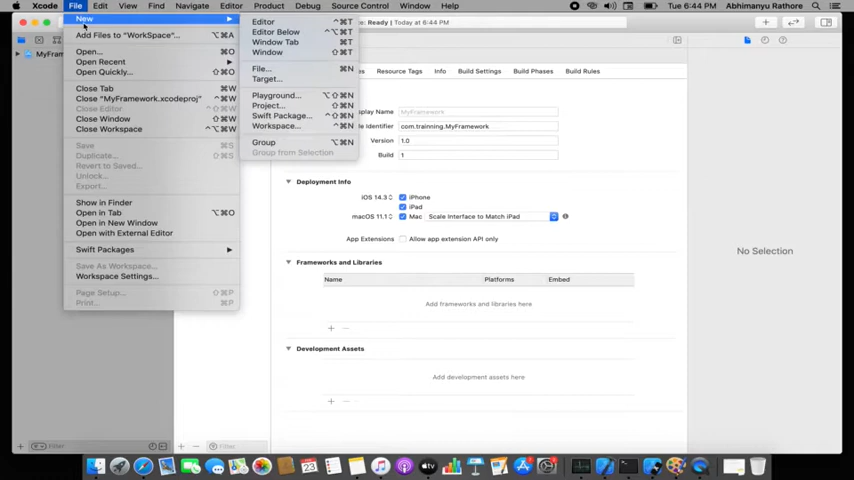 Xcode File Edit View Find Navigate Editor Product Debug Source Control Window Help Tue 6:44 PM Abhimanyu Rathore
Ready | Today at 6:44 PM
New
Add Files to "WorkSpace"... ⌥⌘A
Open... ⌘O
Open Recent
Open Quickly... ⇧⌘O
Close Tab ⌘W
Close "MyFramework.xcodeproj" ^⌘W
Close Editor
Close Window ⇧⌘W
Close Workspace ^⌥⌘W
Save ⌘S
Duplicate... ⇧⌘S
Revert to Saved...
Unlock...
Export...
Show in Finder
Open in Tab ⌥⌘O
Open in New Window
Open with External Editor
Swift Packages
Save As Workspace...
Workspace Settings...
Page Setup... ⇧⌘P
Print... ⌘P
Editor ^⌘T
Editor Below ^⌥⌘T
Window Tab ⌘T
Window ⇧⌘T
File... ⌘N
Target...
Playground... ⌥⇧⌘N
Project... ⇧⌘N
Swift Package... ^⇧⌘N
Workspace... ^⌘N
Group ⌥⌘N
Group from Selection
MyFram
Resource Tags Info Build Settings Build Phases Build Rules
play Name MyFramework
Identifier com.trainning.MyFramework
Version 1.0
Build 1
Deployment Info
iOS 14.3 iPhone
iPad
macOS 11.1 Mac Scale Interface to Match iPad
App Extensions Allow app extension API only
Frameworks and Libraries
Name Platforms Embed
Add frameworks and libraries here
+ −
Development Assets
Add development assets here
+ −
No Selection
+ Filter
+ − Filter